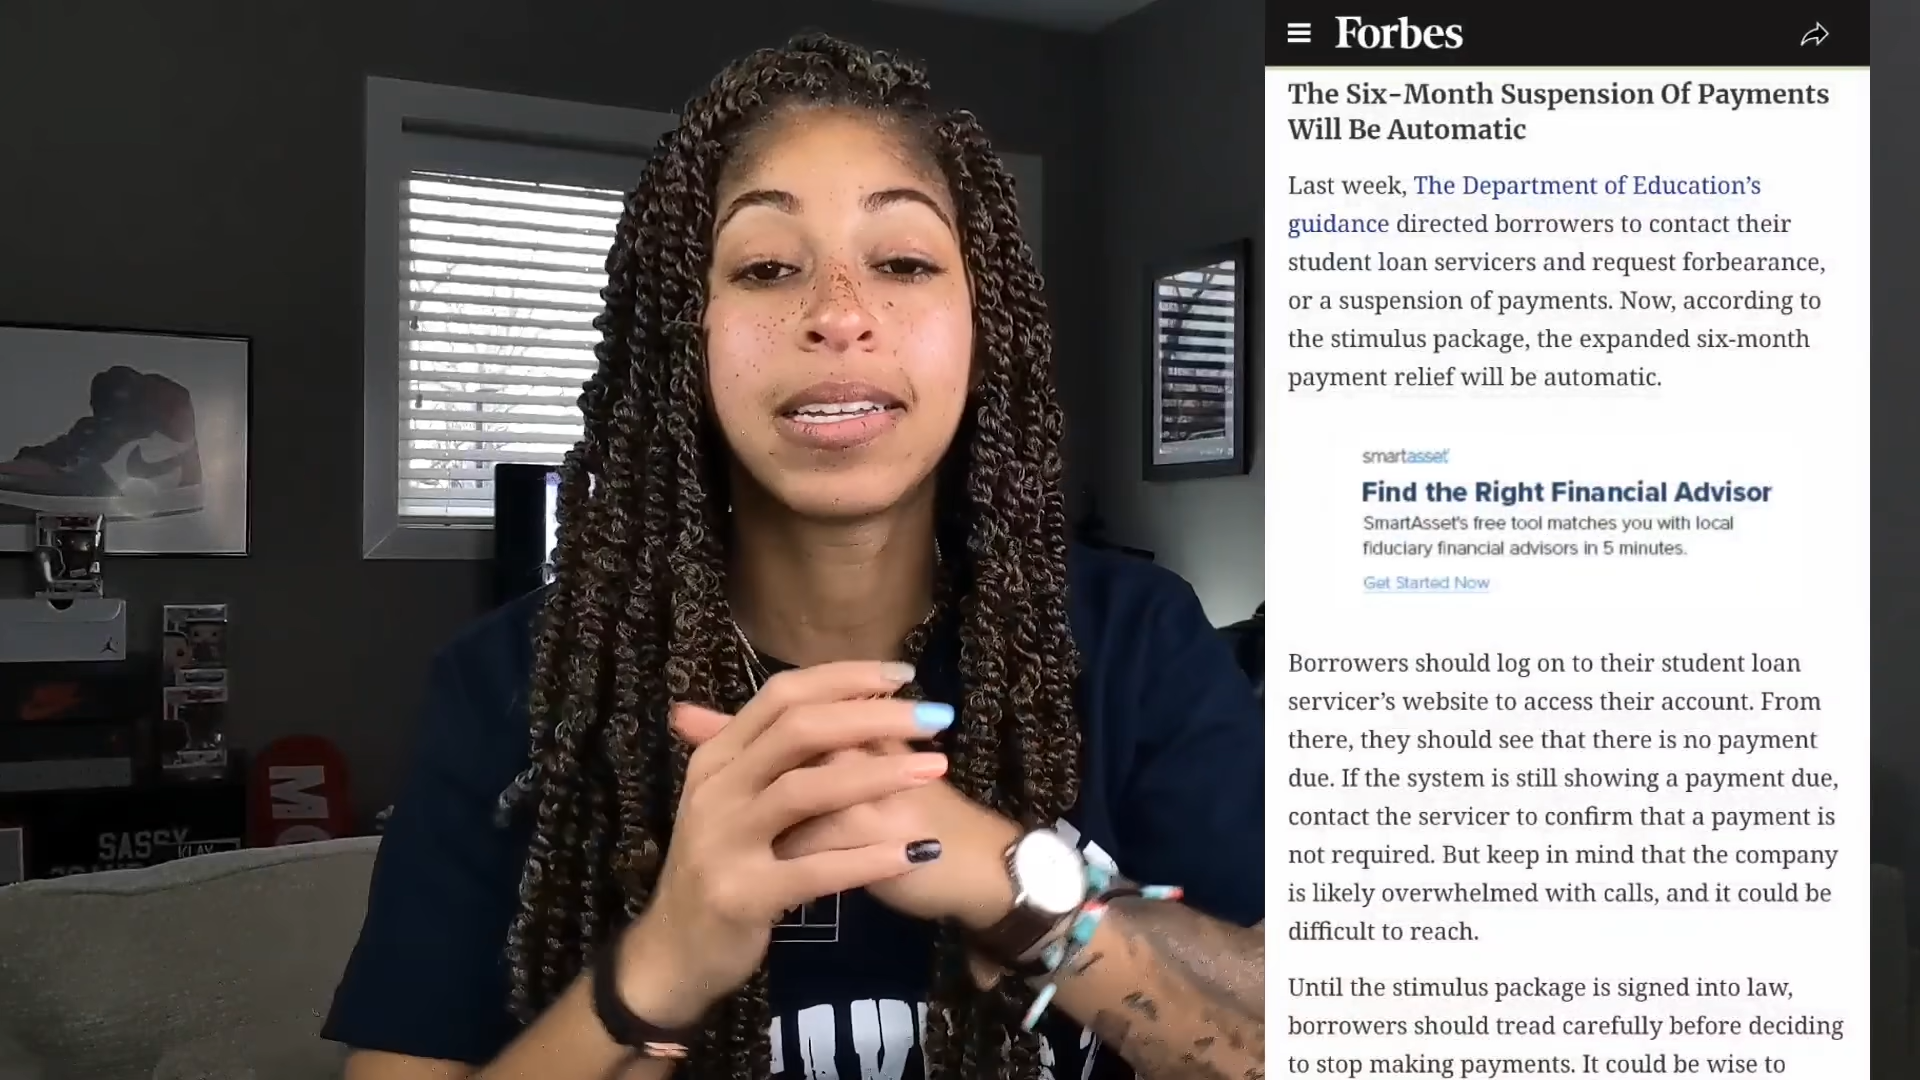 Forbes
The Six-Month Suspension Of Payments
Will Be Automatic
Last week, The Department of Education’s
guidance directed borrowers to contact their
student loan servicers and request forbearance,
or a suspension of payments. Now, according to
the stimulus package, the expanded six-month
payment relief will be automatic.
smartasset
Find the Right Financial Advisor
SmartAsset's free tool matches you with local
fiduciary financial advisors in 5 minutes.
Get Started Now
Borrowers should log on to their student loan
servicer’s website to access their account. From
there, they should see that there is no payment
due. If the system is still showing a payment due,
contact the servicer to confirm that a payment is
not required. But keep in mind that the company
is likely overwhelmed with calls, and it could be
difficult to reach.
Until the stimulus package is signed into law,
borrowers should tread carefully before deciding
to stop making payments. It could be wise to
SASSY
KLAY